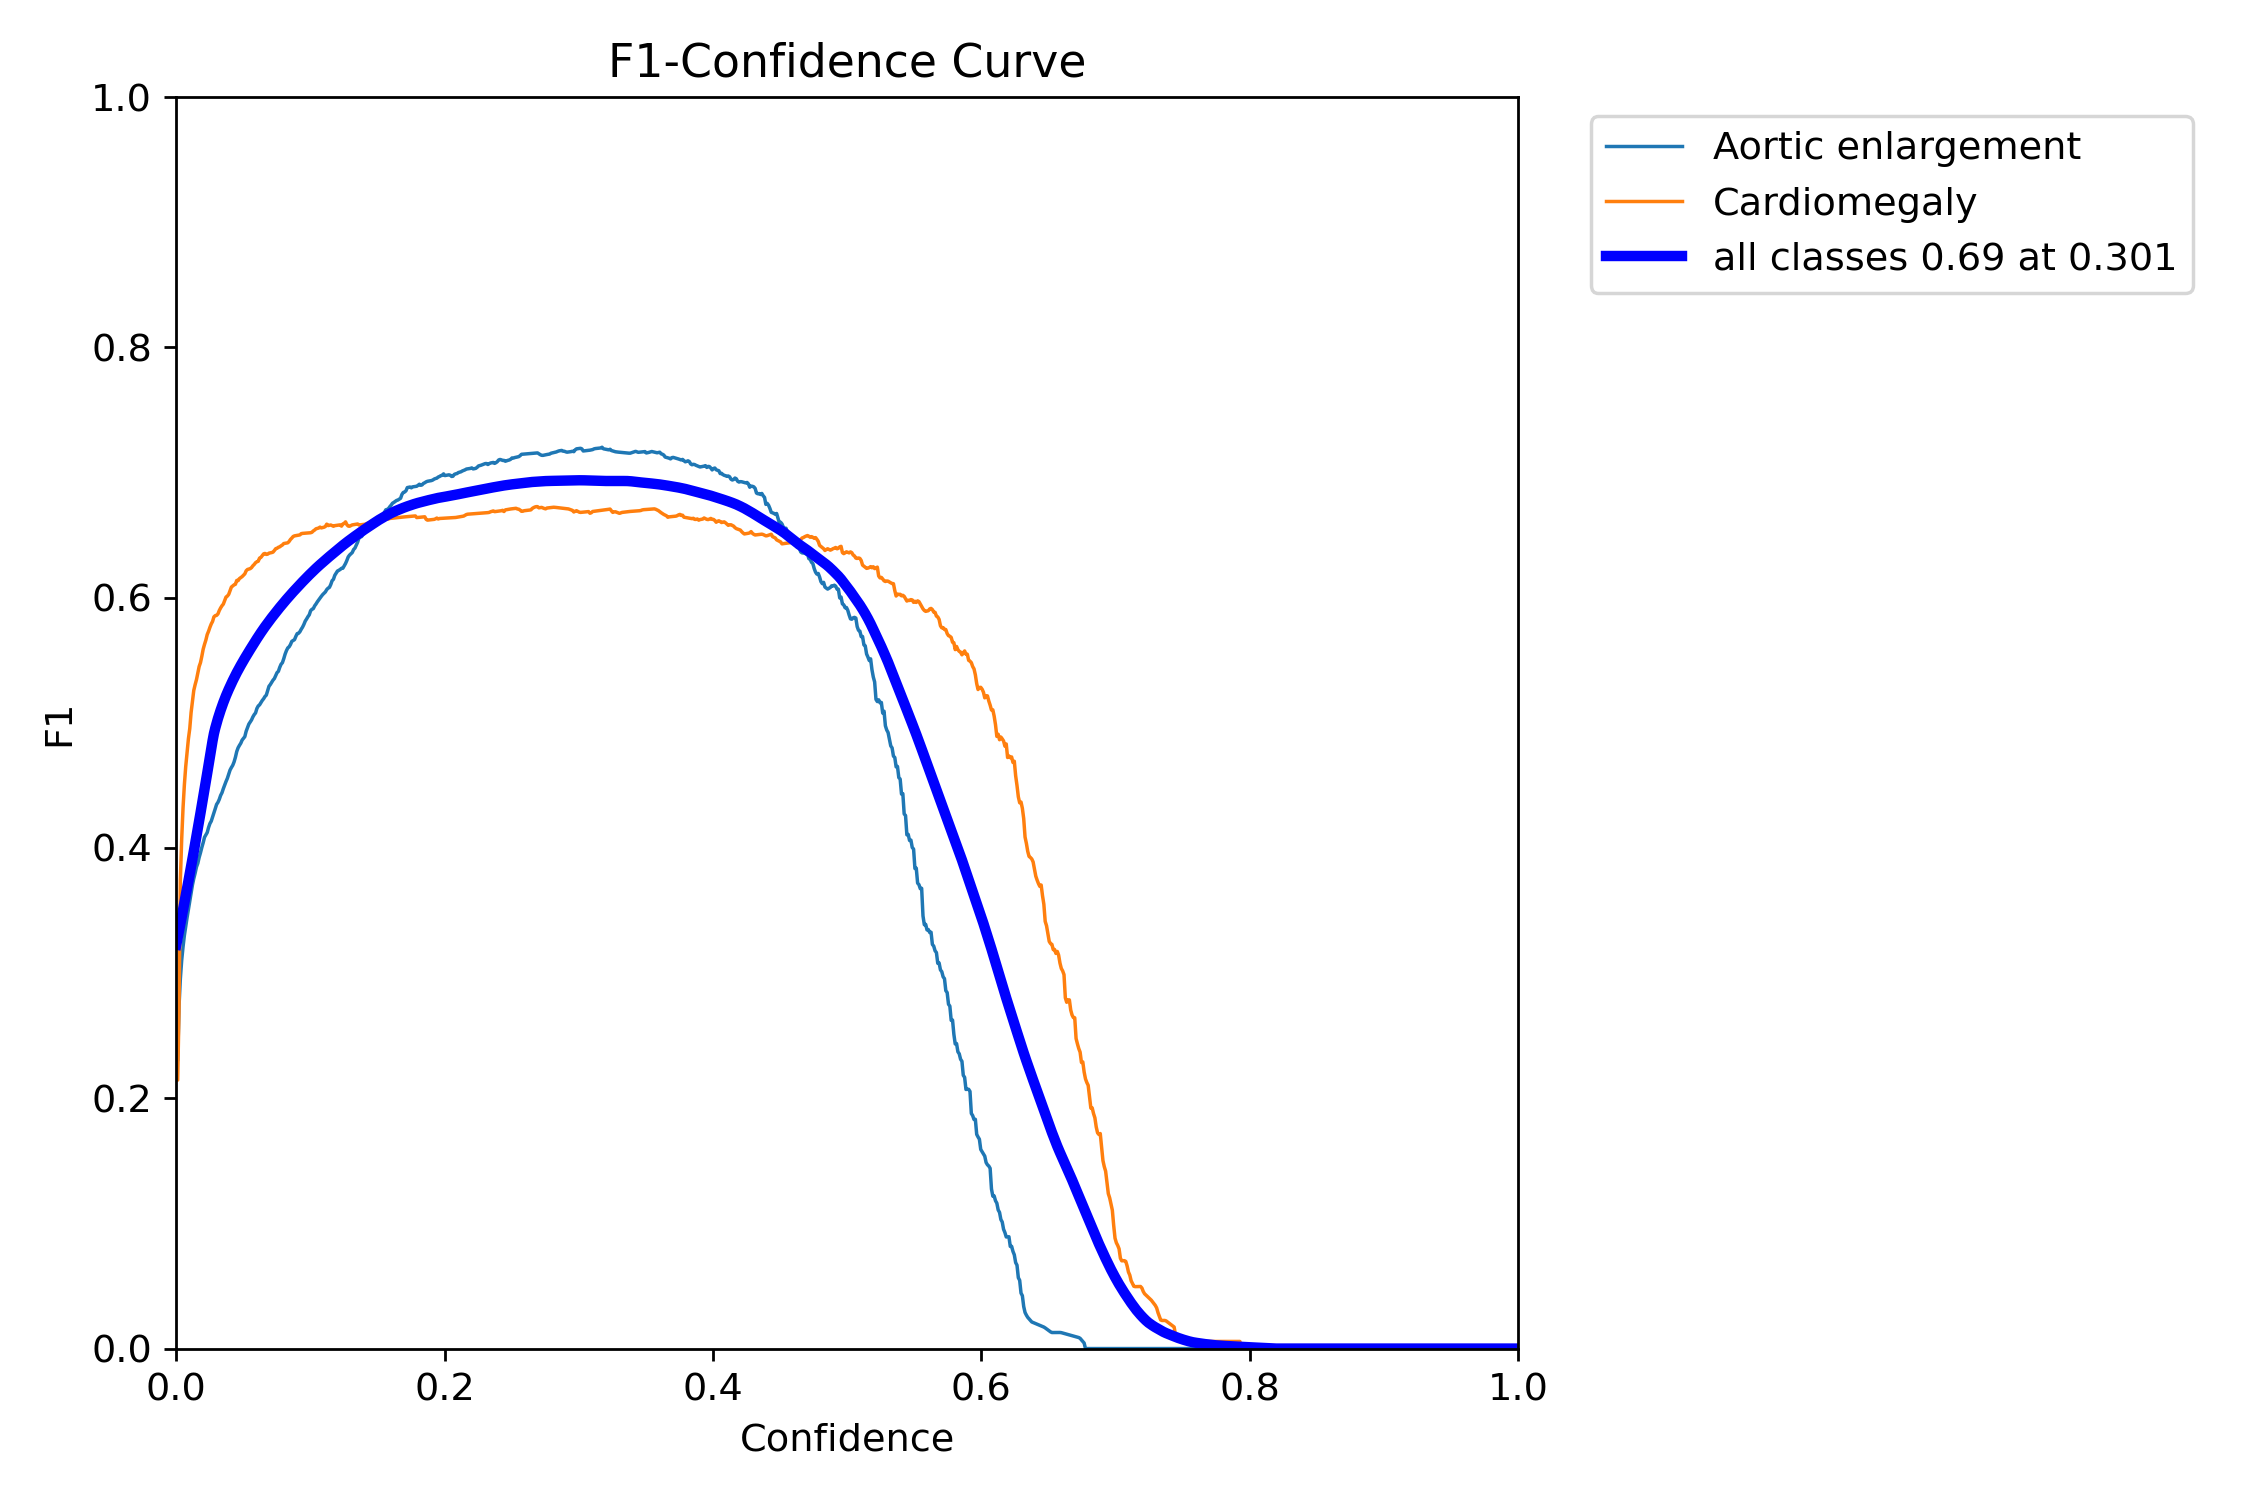 F1-Confidence Curve
Aortic enlargement
Cardiomegaly
all classes 0.69 at 0.301
F1
1.0
0.8
0.6
0.4
0.2
0.0
0.0 0.2 0.4 0.6 0.8 1.0
Confidence